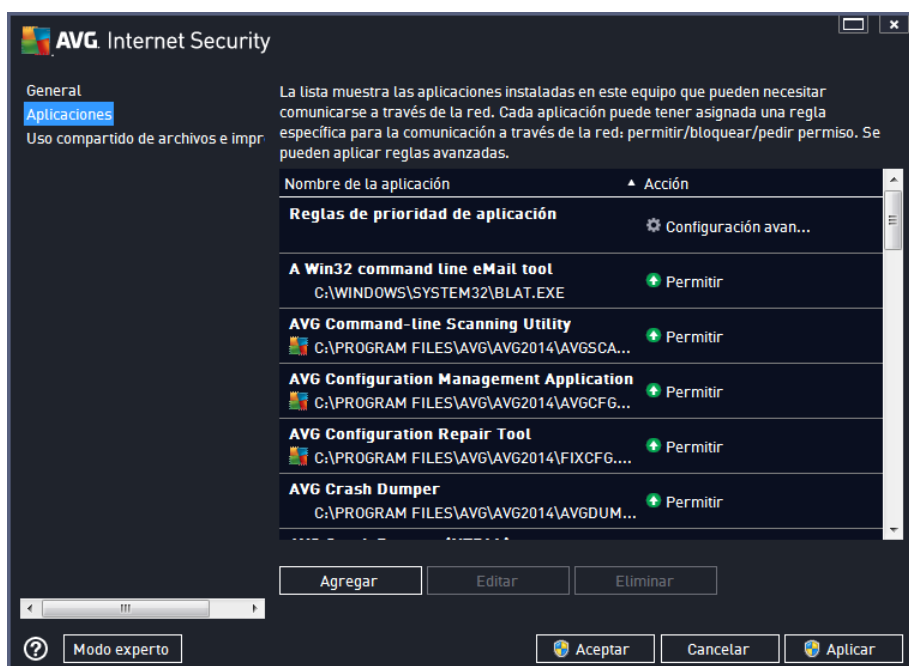 AVG. Internet Security
General
Aplicaciones
Uso compartido de archivos e impr
La lista muestra las aplicaciones instaladas en este equipo que pueden necesitar
comunicarse a través de la red. Cada aplicación puede tener asignada una regla
específica para la comunicación a través de la red: permitir/bloquear/pedir permiso. Se
pueden aplicar reglas avanzadas.
Nombre de la aplicación Acción
Reglas de prioridad de aplicación
Configuración avan...
A Win32 command line eMail tool
C:\WINDOWS\SYSTEM32\BLAT.EXE
Permitir
AVG Command-line Scanning Utility
C:\PROGRAM FILES\AVG\AVG2014\AVGSCA...
Permitir
AVG Configuration Management Application
C:\PROGRAM FILES\AVG\AVG2014\AVGCFG...
Permitir
AVG Configuration Repair Tool
C:\PROGRAM FILES\AVG\AVG2014\FIXCFG....
Permitir
AVG Crash Dumper
C:\PROGRAM FILES\AVG\AVG2014\AVGDUM...
Permitir
Agregar Editar Eliminar
Modo experto Aceptar Cancelar Aplicar